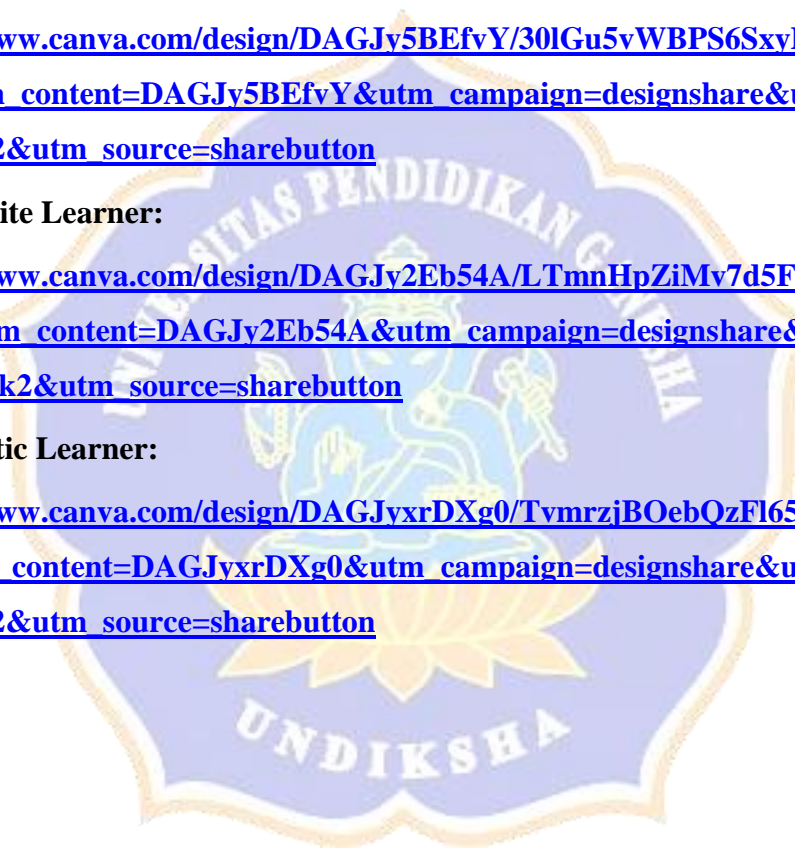 ww.canva.com/design/DAGJy5BEfvY/30lGu5vWBPS6Sxy
_content=DAGJy5BEfvY&utm_campaign=designshare&u
2&utm_source=sharebutton
ite Learner:
ww.canva.com/design/DAGJy2Eb54A/LTmnHpZiMv7d5F
m_content=DAGJy2Eb54A&utm_campaign=designshare&
k2&utm_source=sharebutton
tic Learner:
ww.canva.com/design/DAGJyxrDXg0/TvmrzjBOebQzFl65
_content=DAGJyxrDXg0&utm_campaign=designshare&u
2&utm_source=sharebutton
UNIVERSITAS PENDIDIKAN GANESHA
UNDIKSHA